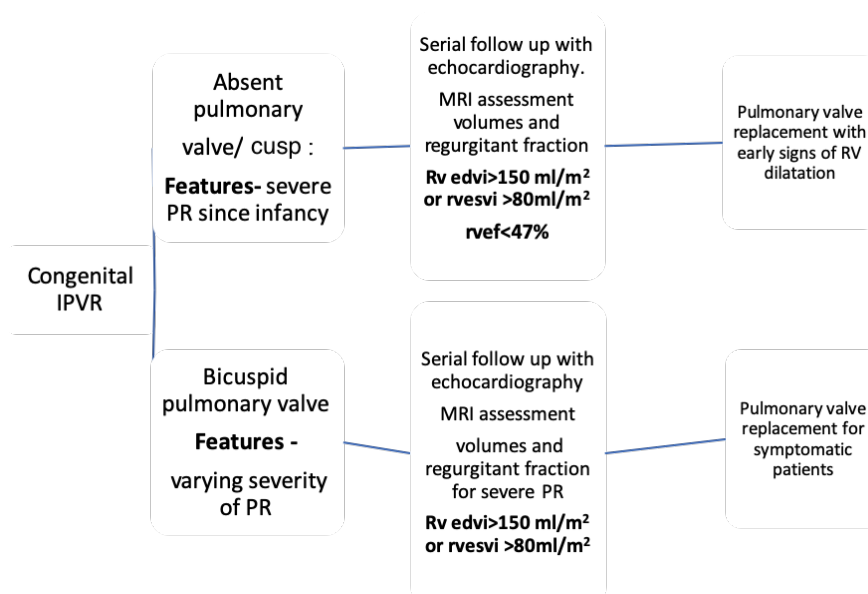 Congenital
IPVR
Absent
pulmonary
valve/ cusp :
Features- severe
PR since infancy
Serial follow up with
echocardiography.
MRI assessment
volumes and
regurgitant fraction
Rv edvi>150 ml/m²
or rvesvi >80ml/m²
rvef<47%
Pulmonary valve
replacement with
early signs of RV
dilatation
Bicuspid
pulmonary valve
Features -
varying severity
of PR
Serial follow up with
echocardiography
MRI assessment
volumes and
regurgitant fraction
for severe PR
Rv edvi>150 ml/m²
or rvesvi >80ml/m²
Pulmonary valve
replacement for
symptomatic
patients